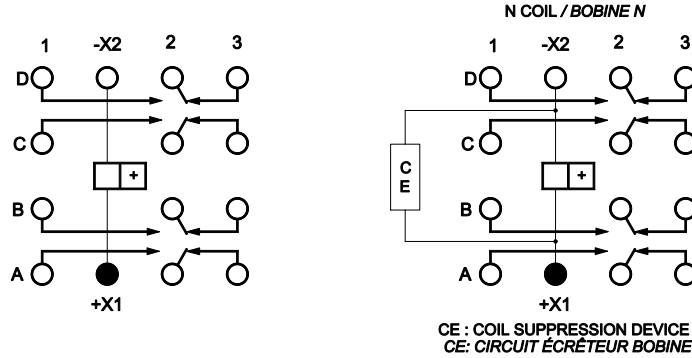 N COIL / BOBINE N
1 -X2 2 3
1 -X2 2 3
D
D
C
C
+
C
E
+
B
B
A
A
+X1
+X1
CE : COIL SUPPRESSION DEVICE
CE: CIRCUIT ÉCRÊTEUR BOBINE